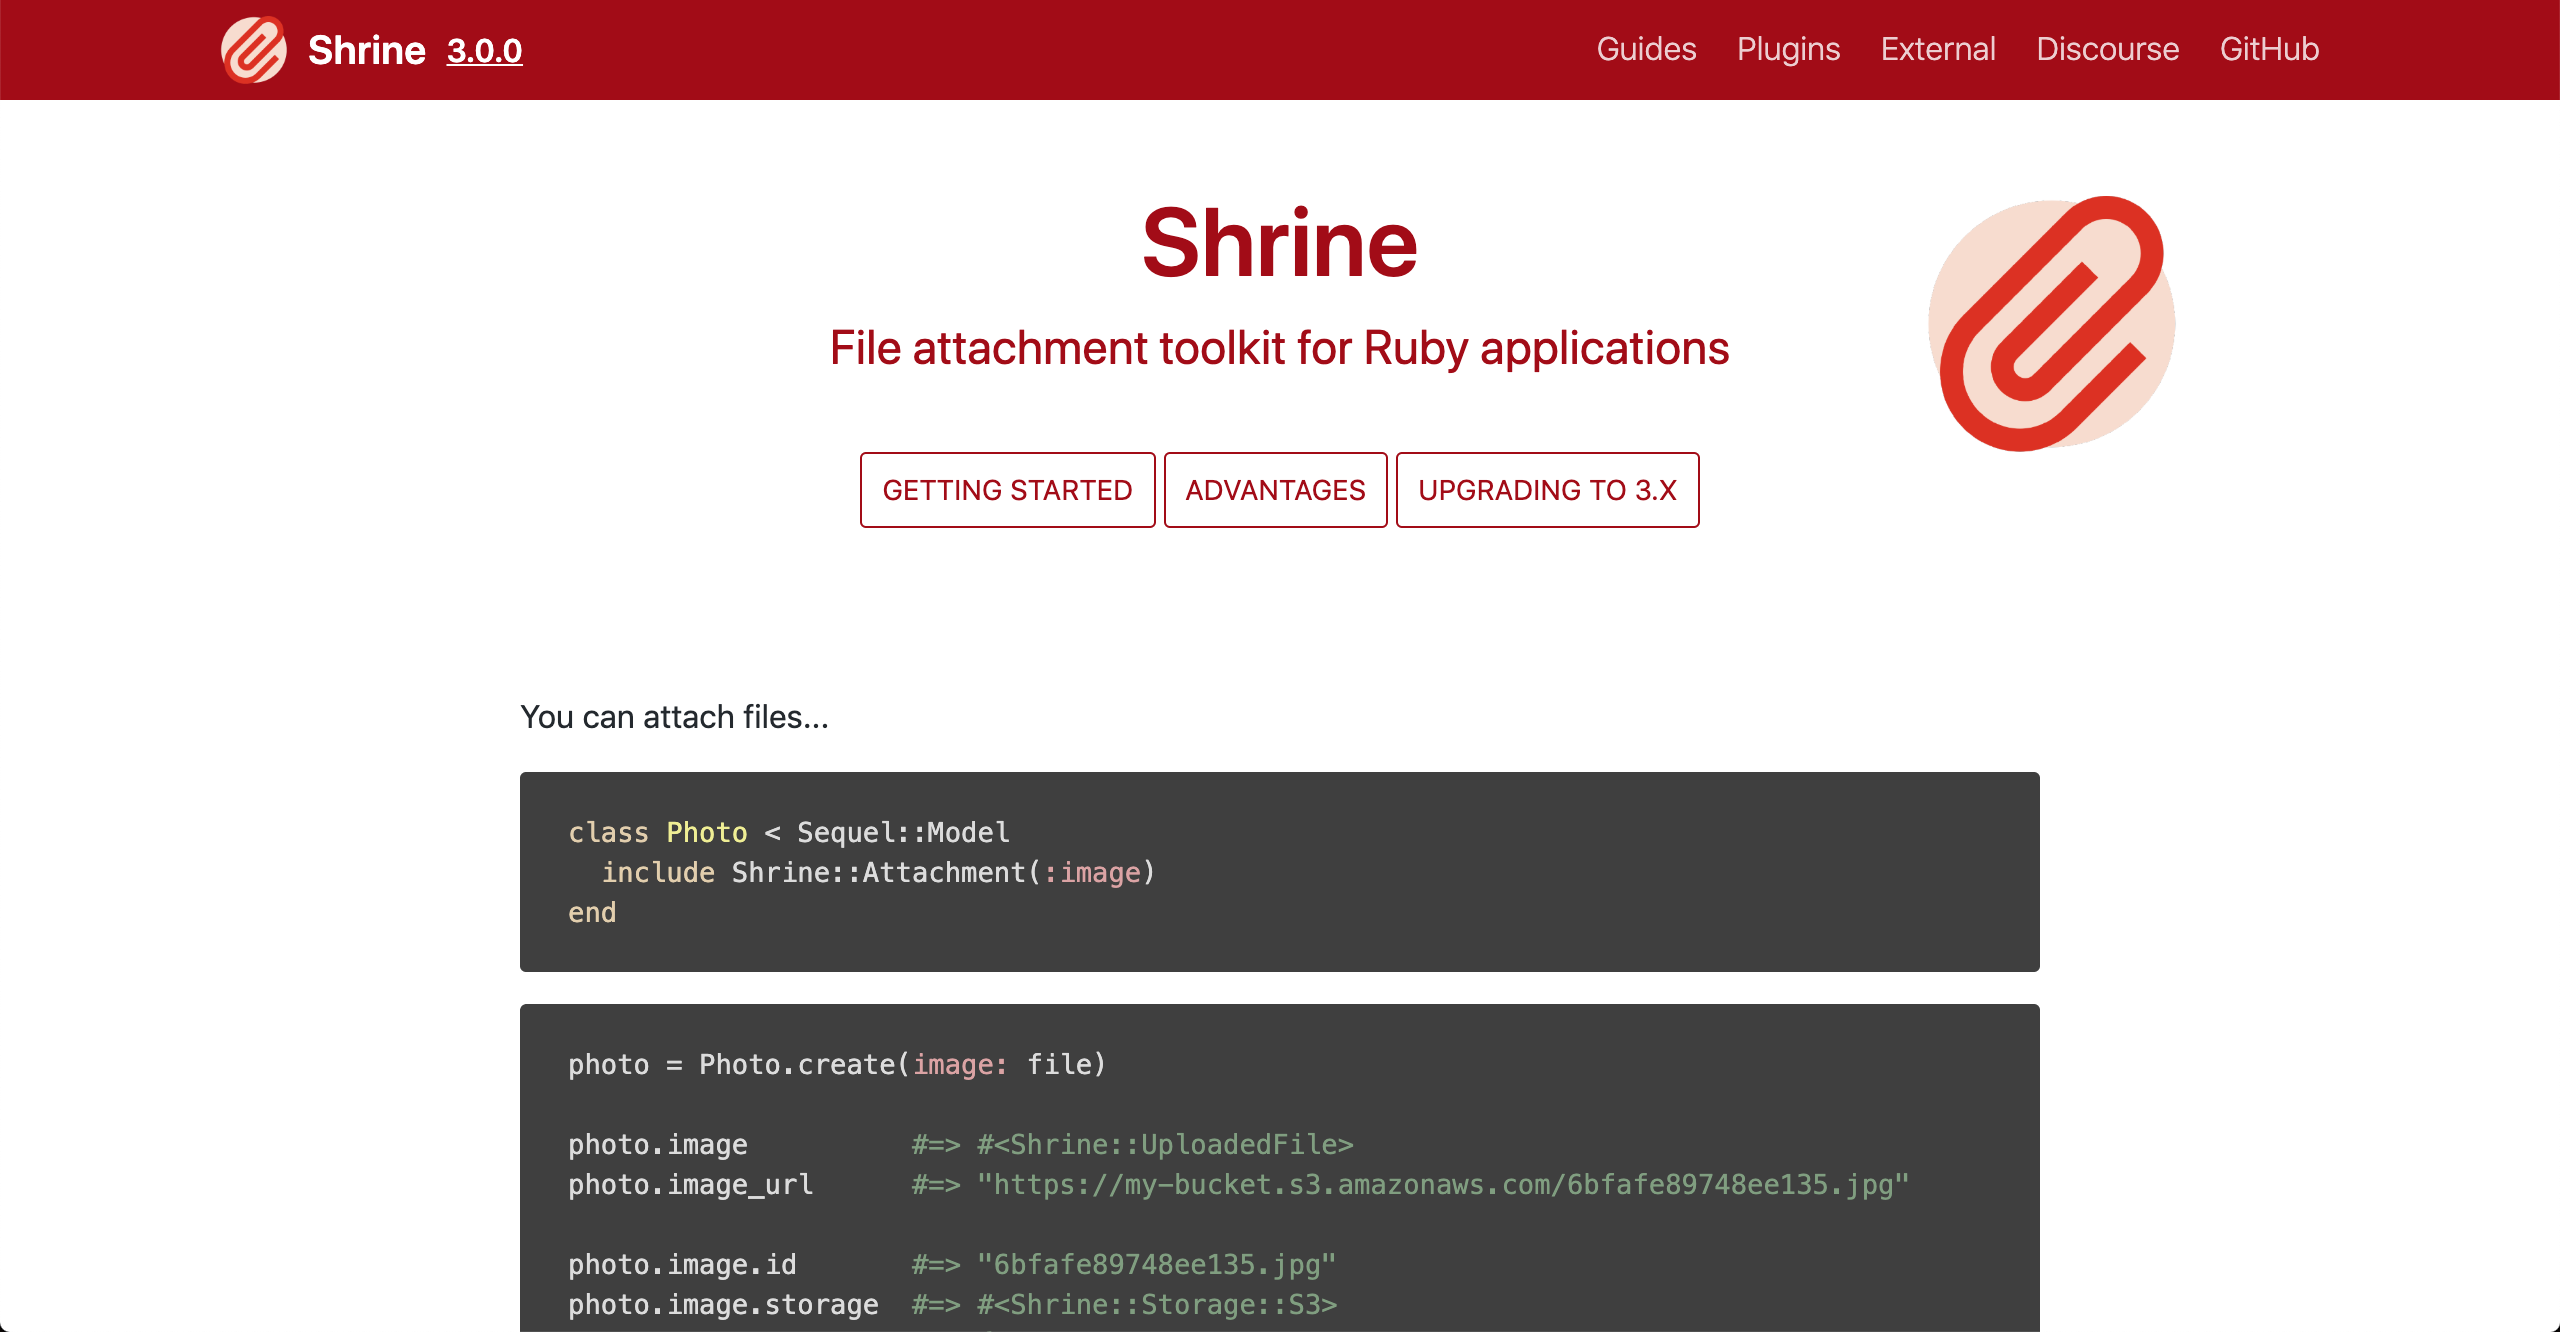 Shrine 3.0.0
Guides Plugins External Discourse GitHub
Shrine
File attachment toolkit for Ruby applications
GETTING STARTED ADVANTAGES UPGRADING TO 3.X
You can attach files...
class Photo < Sequel::Model
  include Shrine::Attachment(:image)
end
photo = Photo.create(image: file)
photo.image          #=> #<Shrine::UploadedFile>
photo.image_url      #=> "https://my-bucket.s3.amazonaws.com/6bfafe89748ee135.jpg"
photo.image.id       #=> "6bfafe89748ee135.jpg"
photo.image.storage  #=> #<Shrine::Storage::S3>